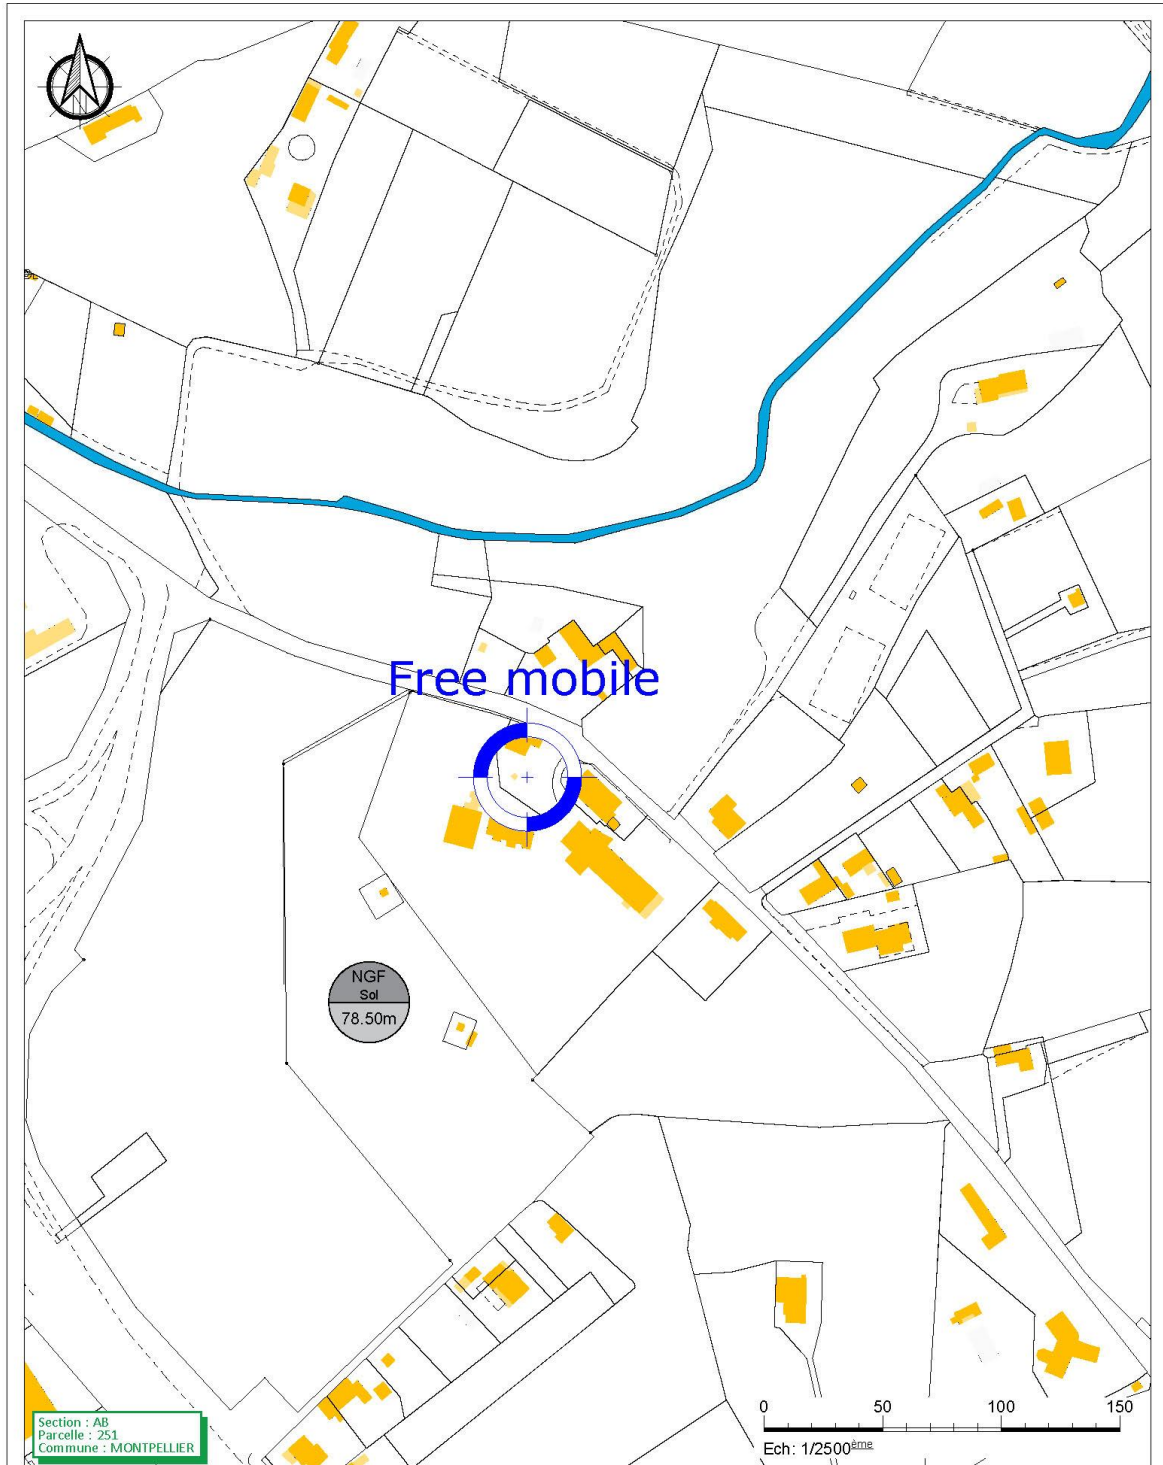 Free mobile
NGF
Sol
78.50m
Section : AB
Parcelle : 251
Commune : MONTPELLIER
0 50 100 150
Ech: 1/2500ème